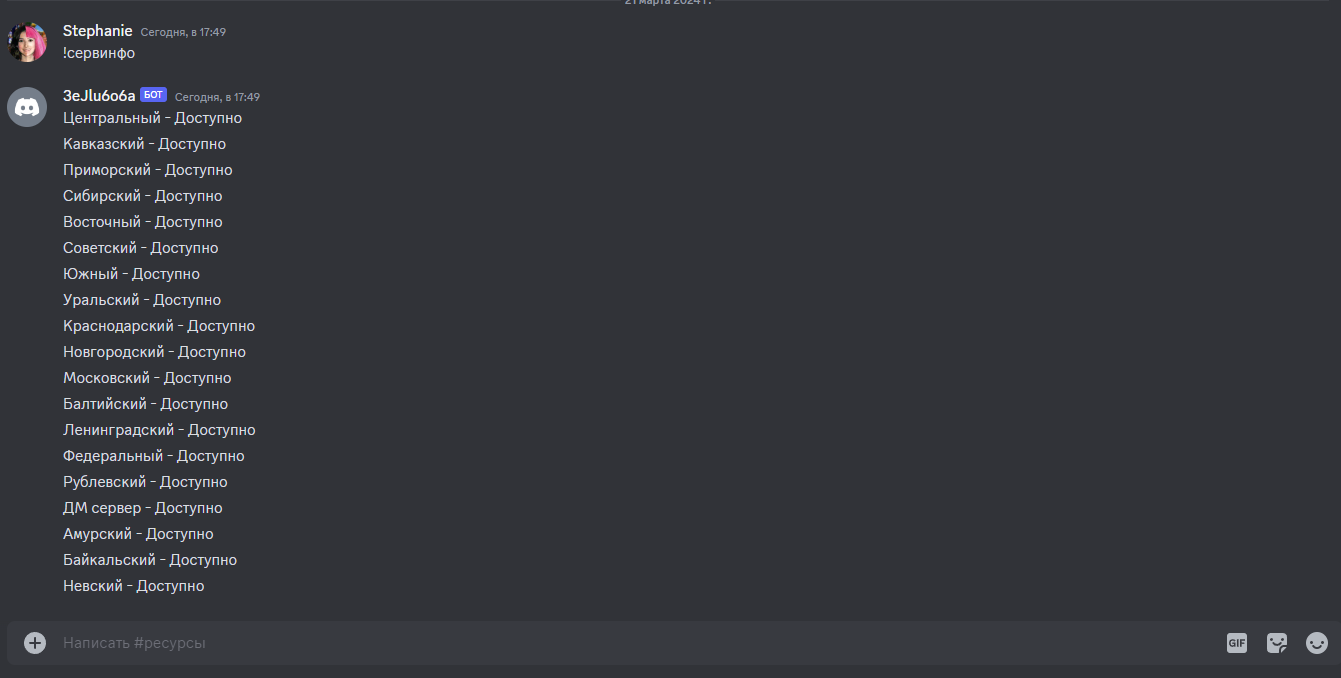 21 марта 2024 г.
Stephanie Сегодня, в 17:49
!сервинфо
3eJlu6o6a БОТ Сегодня, в 17:49
Центральный - Доступно
Кавказский - Доступно
Приморский - Доступно
Сибирский - Доступно
Восточный - Доступно
Советский - Доступно
Южный - Доступно
Уральский - Доступно
Краснодарский - Доступно
Новгородский - Доступно
Московский - Доступно
Балтийский - Доступно
Ленинградский - Доступно
Федеральный - Доступно
Рублевский - Доступно
ДМ сервер - Доступно
Амурский - Доступно
Байкальский - Доступно
Невский - Доступно
Написать #ресурсы
GIF